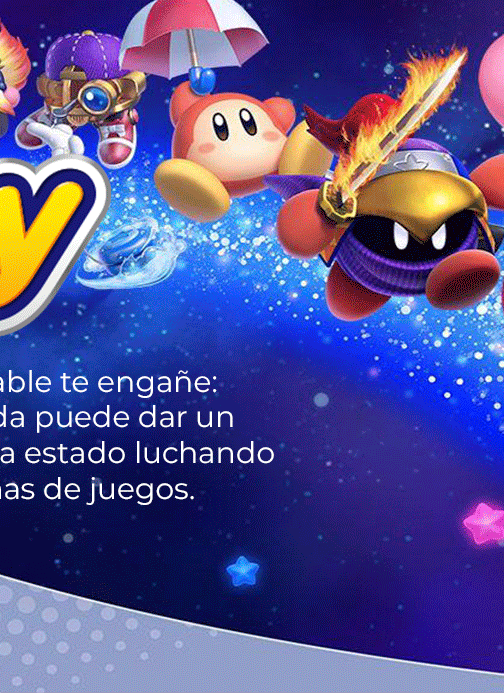 y
able te engañe:
da puede dar un
a estado luchando
nas de juegos.